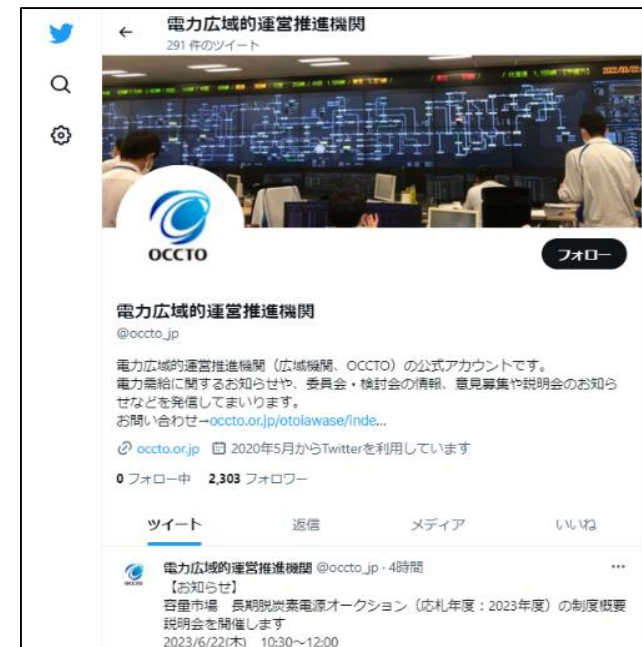 電力広域的運営推進機関
291 件のツイート
OCCTO
フォロー
電力広域的運営推進機関
@occto_jp
電力広域的運営推進機関（広域機関、OCCTO）の公式アカウントです。
電力需給に関するお知らせや、委員会・検討会の情報、意見募集や説明会のお知ら
せなどを発信してまいります。
お問い合わせ→occto.or.jp/otoiawase/inde...
occto.or.jp 2020年5月からTwitterを利用しています
0 フォロー中 2,303 フォロワー
ツイート 返信 メディア いいね
電力広域的運営推進機関 @occto_jp · 4時間
【お知らせ】
容量市場 長期脱炭素電源オークション（応札年度：2023年度）の制度概要
説明会を開催します
2023/6/22(木) 10:30～12:00